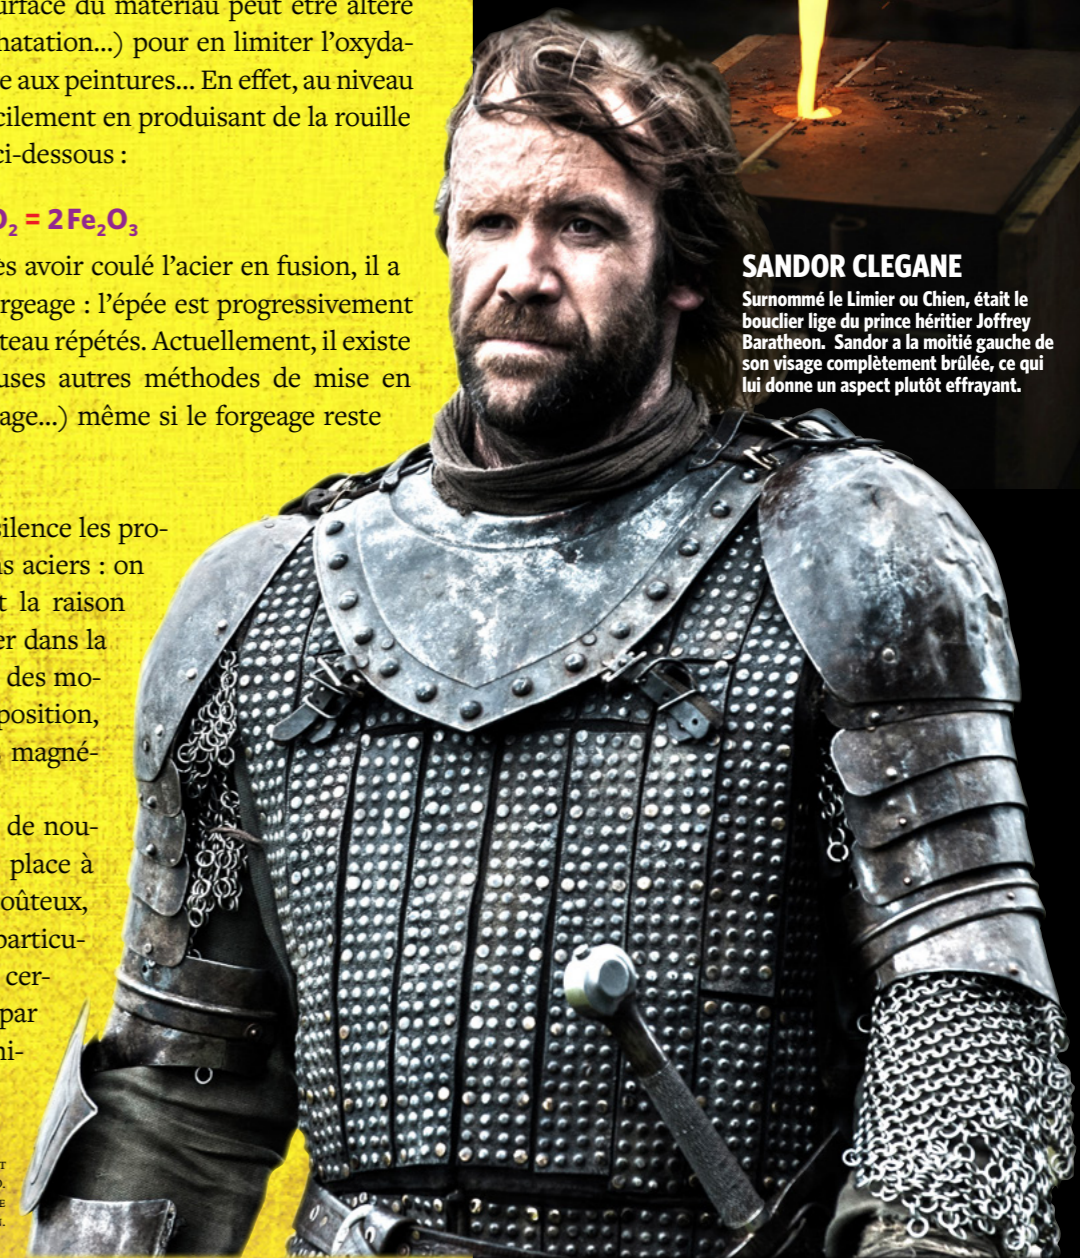 urface du matériau peut être altéré
natation...) pour en limiter l’oxyda-
e aux peintures... En effet, au niveau
cilement en produisant de la rouille
ci-dessous :
O₂ = 2 Fe₂O₃
ès avoir coulé l’acier en fusion, il a
orgeage : l’épée est progressivement
teau répétés. Actuellement, il existe
uses autres méthodes de mise en
age...) même si le forgeage reste
silence les pro-
ns aciers : on
t la raison
er dans la
des mo-
position,
magné-
de nou-
place à
oûteux,
particu-
cer-
par
ni-
T
E
SANDOR CLEGANE
Surnommé le Limier ou Chien, était le
bouclier lige du prince héritier Joffrey
Baratheon. Sandor a la moitié gauche de
son visage complètement brûlée, ce qui
lui donne un aspect plutôt effrayant.